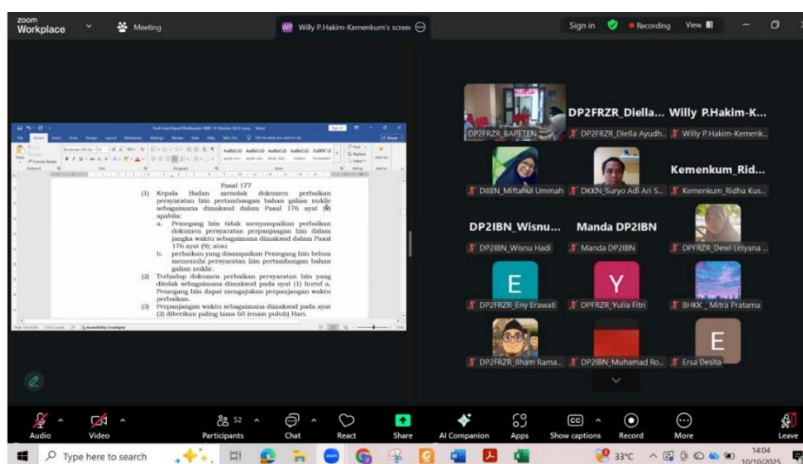 zoom
Workplace
Meeting
WP Willy P.Hakim-Kemenkum's screen
Sign in
Recording
View
Pasal 177
(1) Kepala Badan menolak dokumen perbaikan
persyaratan Izin pertambangan bahan galian nuklir
sebagaimana dimaksud dalam Pasal 176 ayat (9)
apabila:
a. Pemegang Izin tidak menyampaikan perbaikan
dokumen persyaratan perpanjangan Izin dalam
jangka waktu sebagaimana dimaksud dalam Pasal
176 ayat (9); atau
b. perbaikan yang disampaikan Pemegang Izin belum
memenuhi persyaratan Izin pertambangan bahan
galian nuklir.
(2) Terhadap dokumen perbaikan persyaratan Izin yang
ditolak sebagaimana dimaksud pada ayat (1) huruf a,
Pemegang Izin dapat mengajukan perpanjangan waktu
perbaikan.
(3) Perpanjangan waktu sebagaimana dimaksud pada ayat
(2) diberikan paling lama 60 (enam puluh) Hari.
DP2FRZR_BAPETEN
DP2FRZR_Diella...
DP2FRZR_Diella Ayudh...
Willy P.Hakim-K...
Willy P.Hakim-Kemenk...
DIIBN_Miftahul Ummah
DKKN_Suryo Adi Ari S...
Kemenkum_Rid...
Kemenkum_Ridha Kus...
DP2IBN_Wisnu...
DP2IBN_Wisnu Hadi
Manda DP2IBN
Manda DP2IBN
DPFRZR_Dewi Lelyana ...
E
DP2FRZR_Eny Erawati
Y
DPFRZR_Yulia Fitri
BHKK _ Mitra Pratama
DP2FRZR_Ilham Rama...
DP2IBN_Muhamad Ro...
E
Ersa Desita
Audio
Video
52
Participants
Chat
React
Share
AI Companion
Apps
CC
Show captions
Record
More
Leave
Type here to search
33°C
14:04
10/10/2025